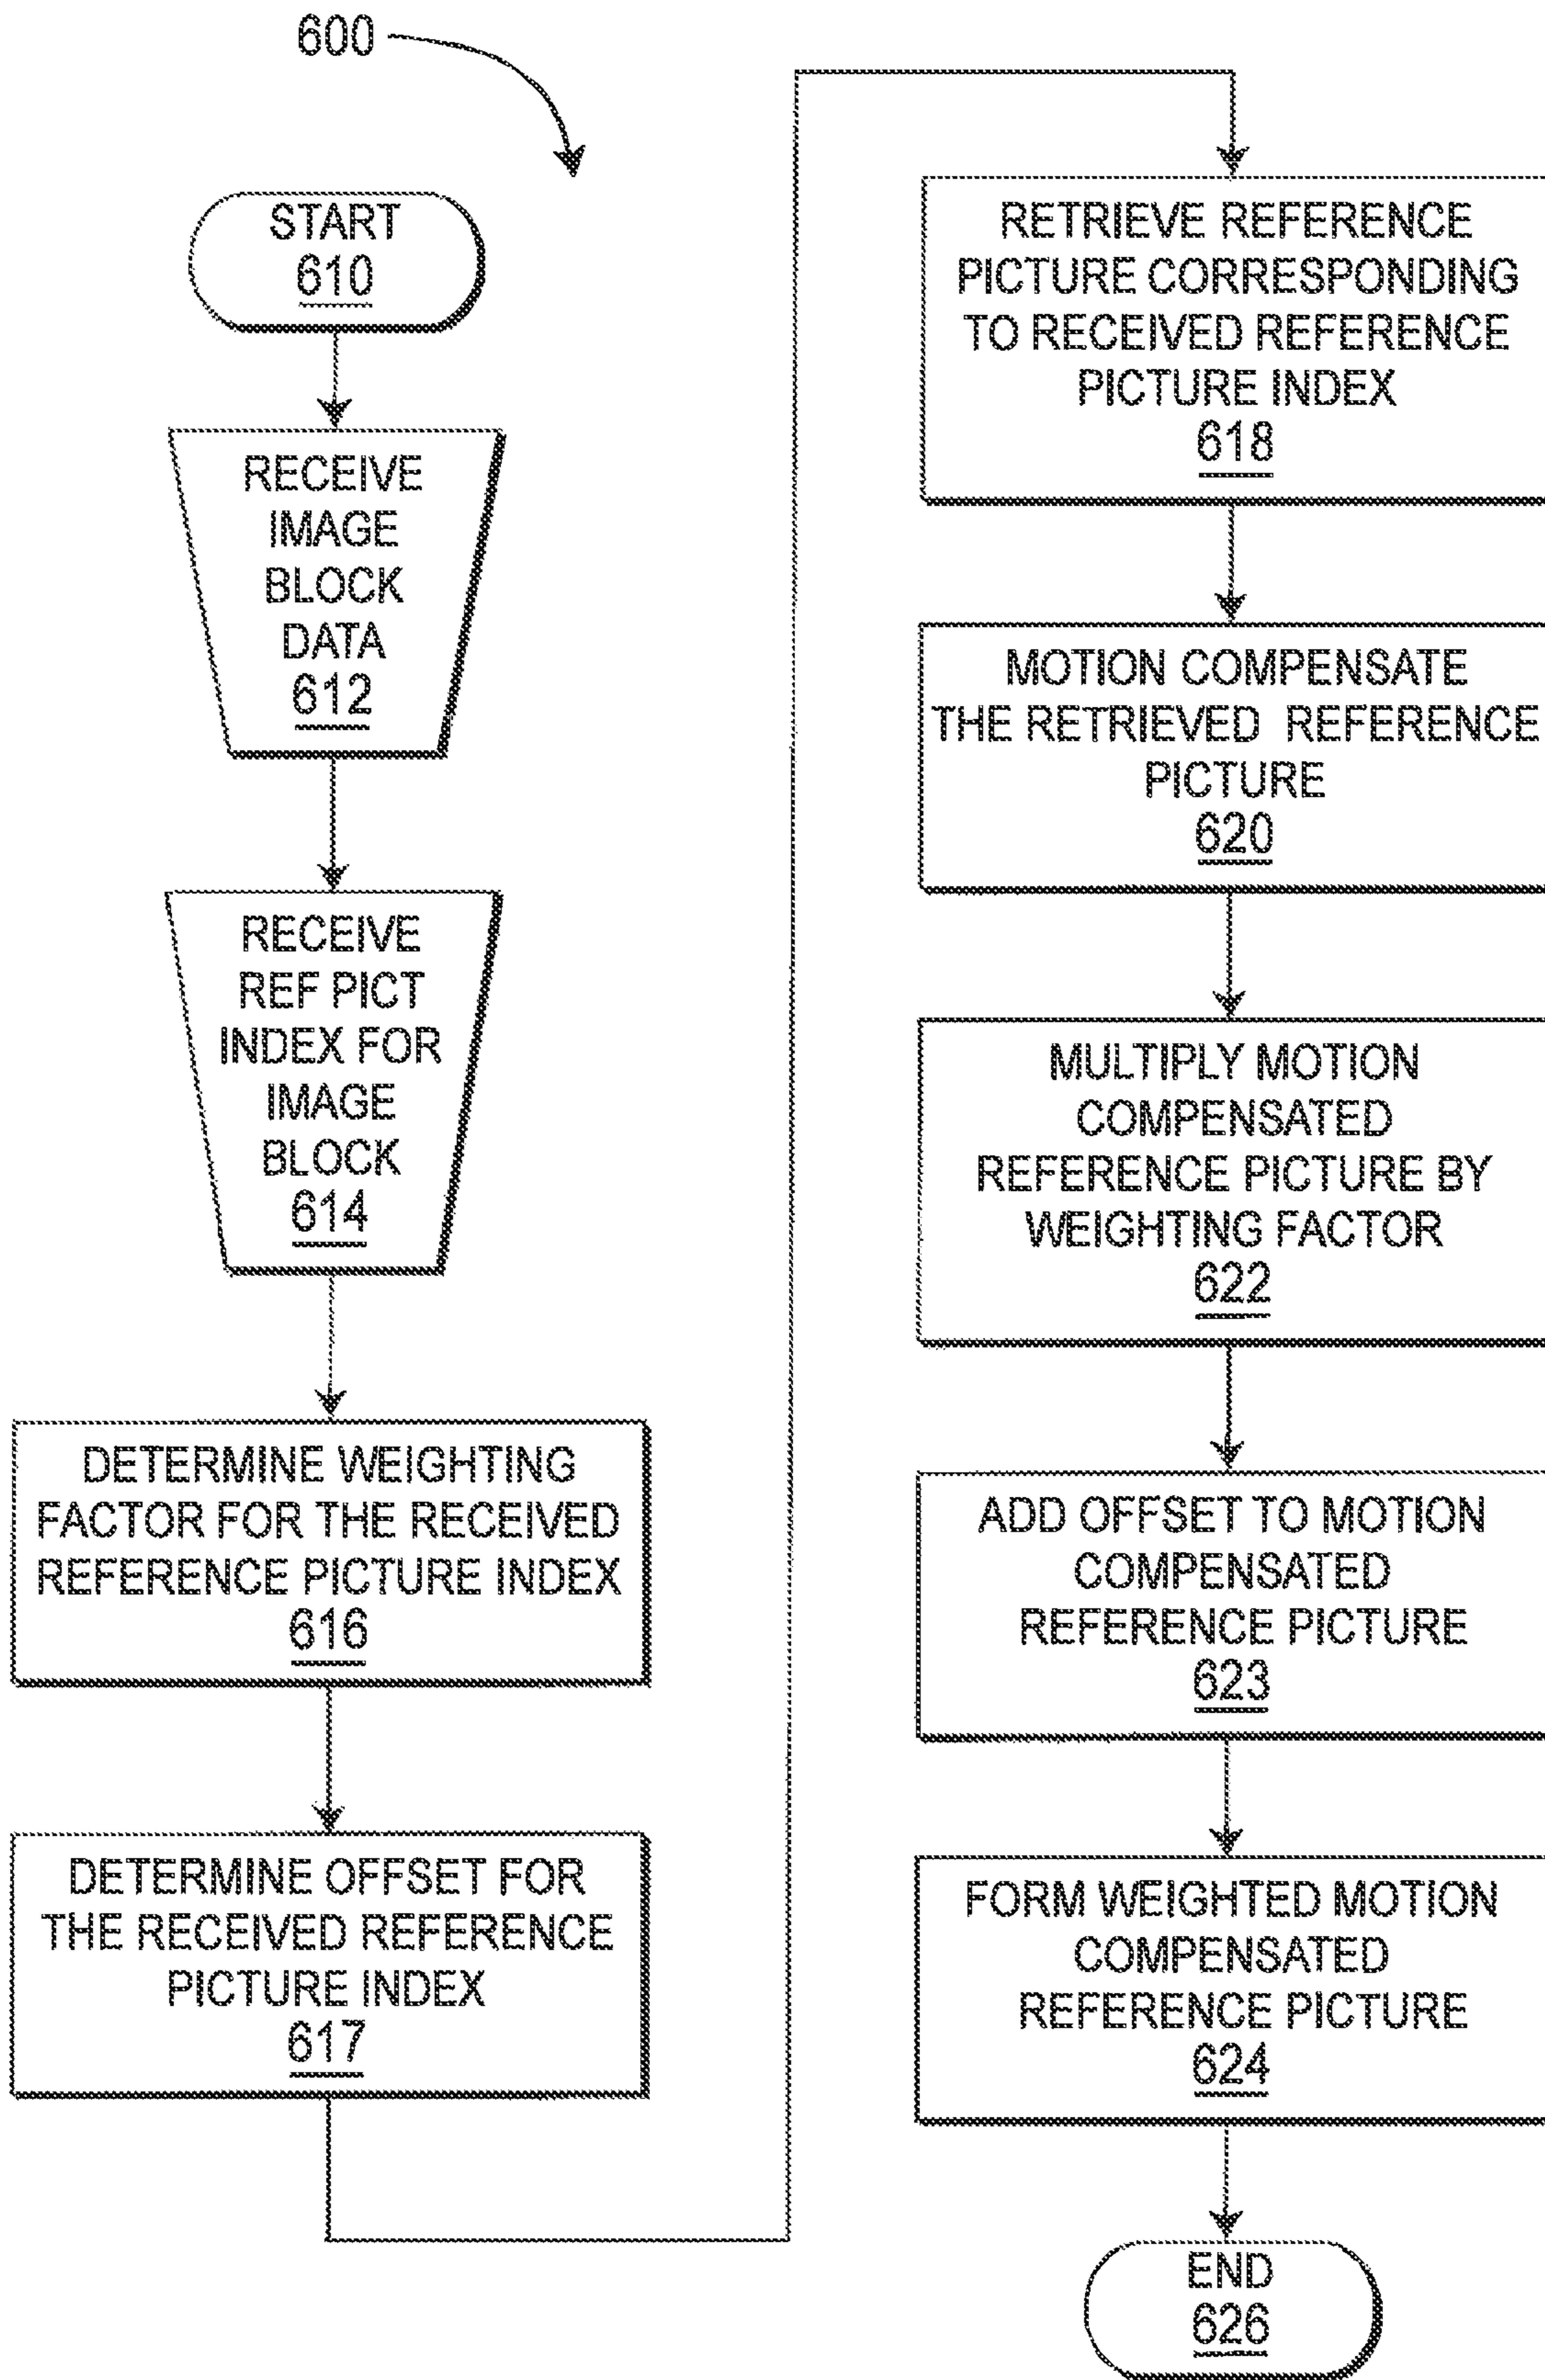 600
START
610
RECEIVE
IMAGE
BLOCK
DATA
612
RECEIVE
REF PICT
INDEX FOR
IMAGE
BLOCK
614
DETERMINE WEIGHTING
FACTOR FOR THE RECEIVED
REFERENCE PICTURE INDEX
616
DETERMINE OFFSET FOR
THE RECEIVED REFERENCE
PICTURE INDEX
617
RETRIEVE REFERENCE
PICTURE CORRESPONDING
TO RECEIVED REFERENCE
PICTURE INDEX
618
MOTION COMPENSATE
THE RETRIEVED REFERENCE
PICTURE
620
MULTIPLY MOTION
COMPENSATED
REFERENCE PICTURE BY
WEIGHTING FACTOR
622
ADD OFFSET TO MOTION
COMPENSATED
REFERENCE PICTURE
623
FORM WEIGHTED MOTION
COMPENSATED
REFERENCE PICTURE
624
END
626